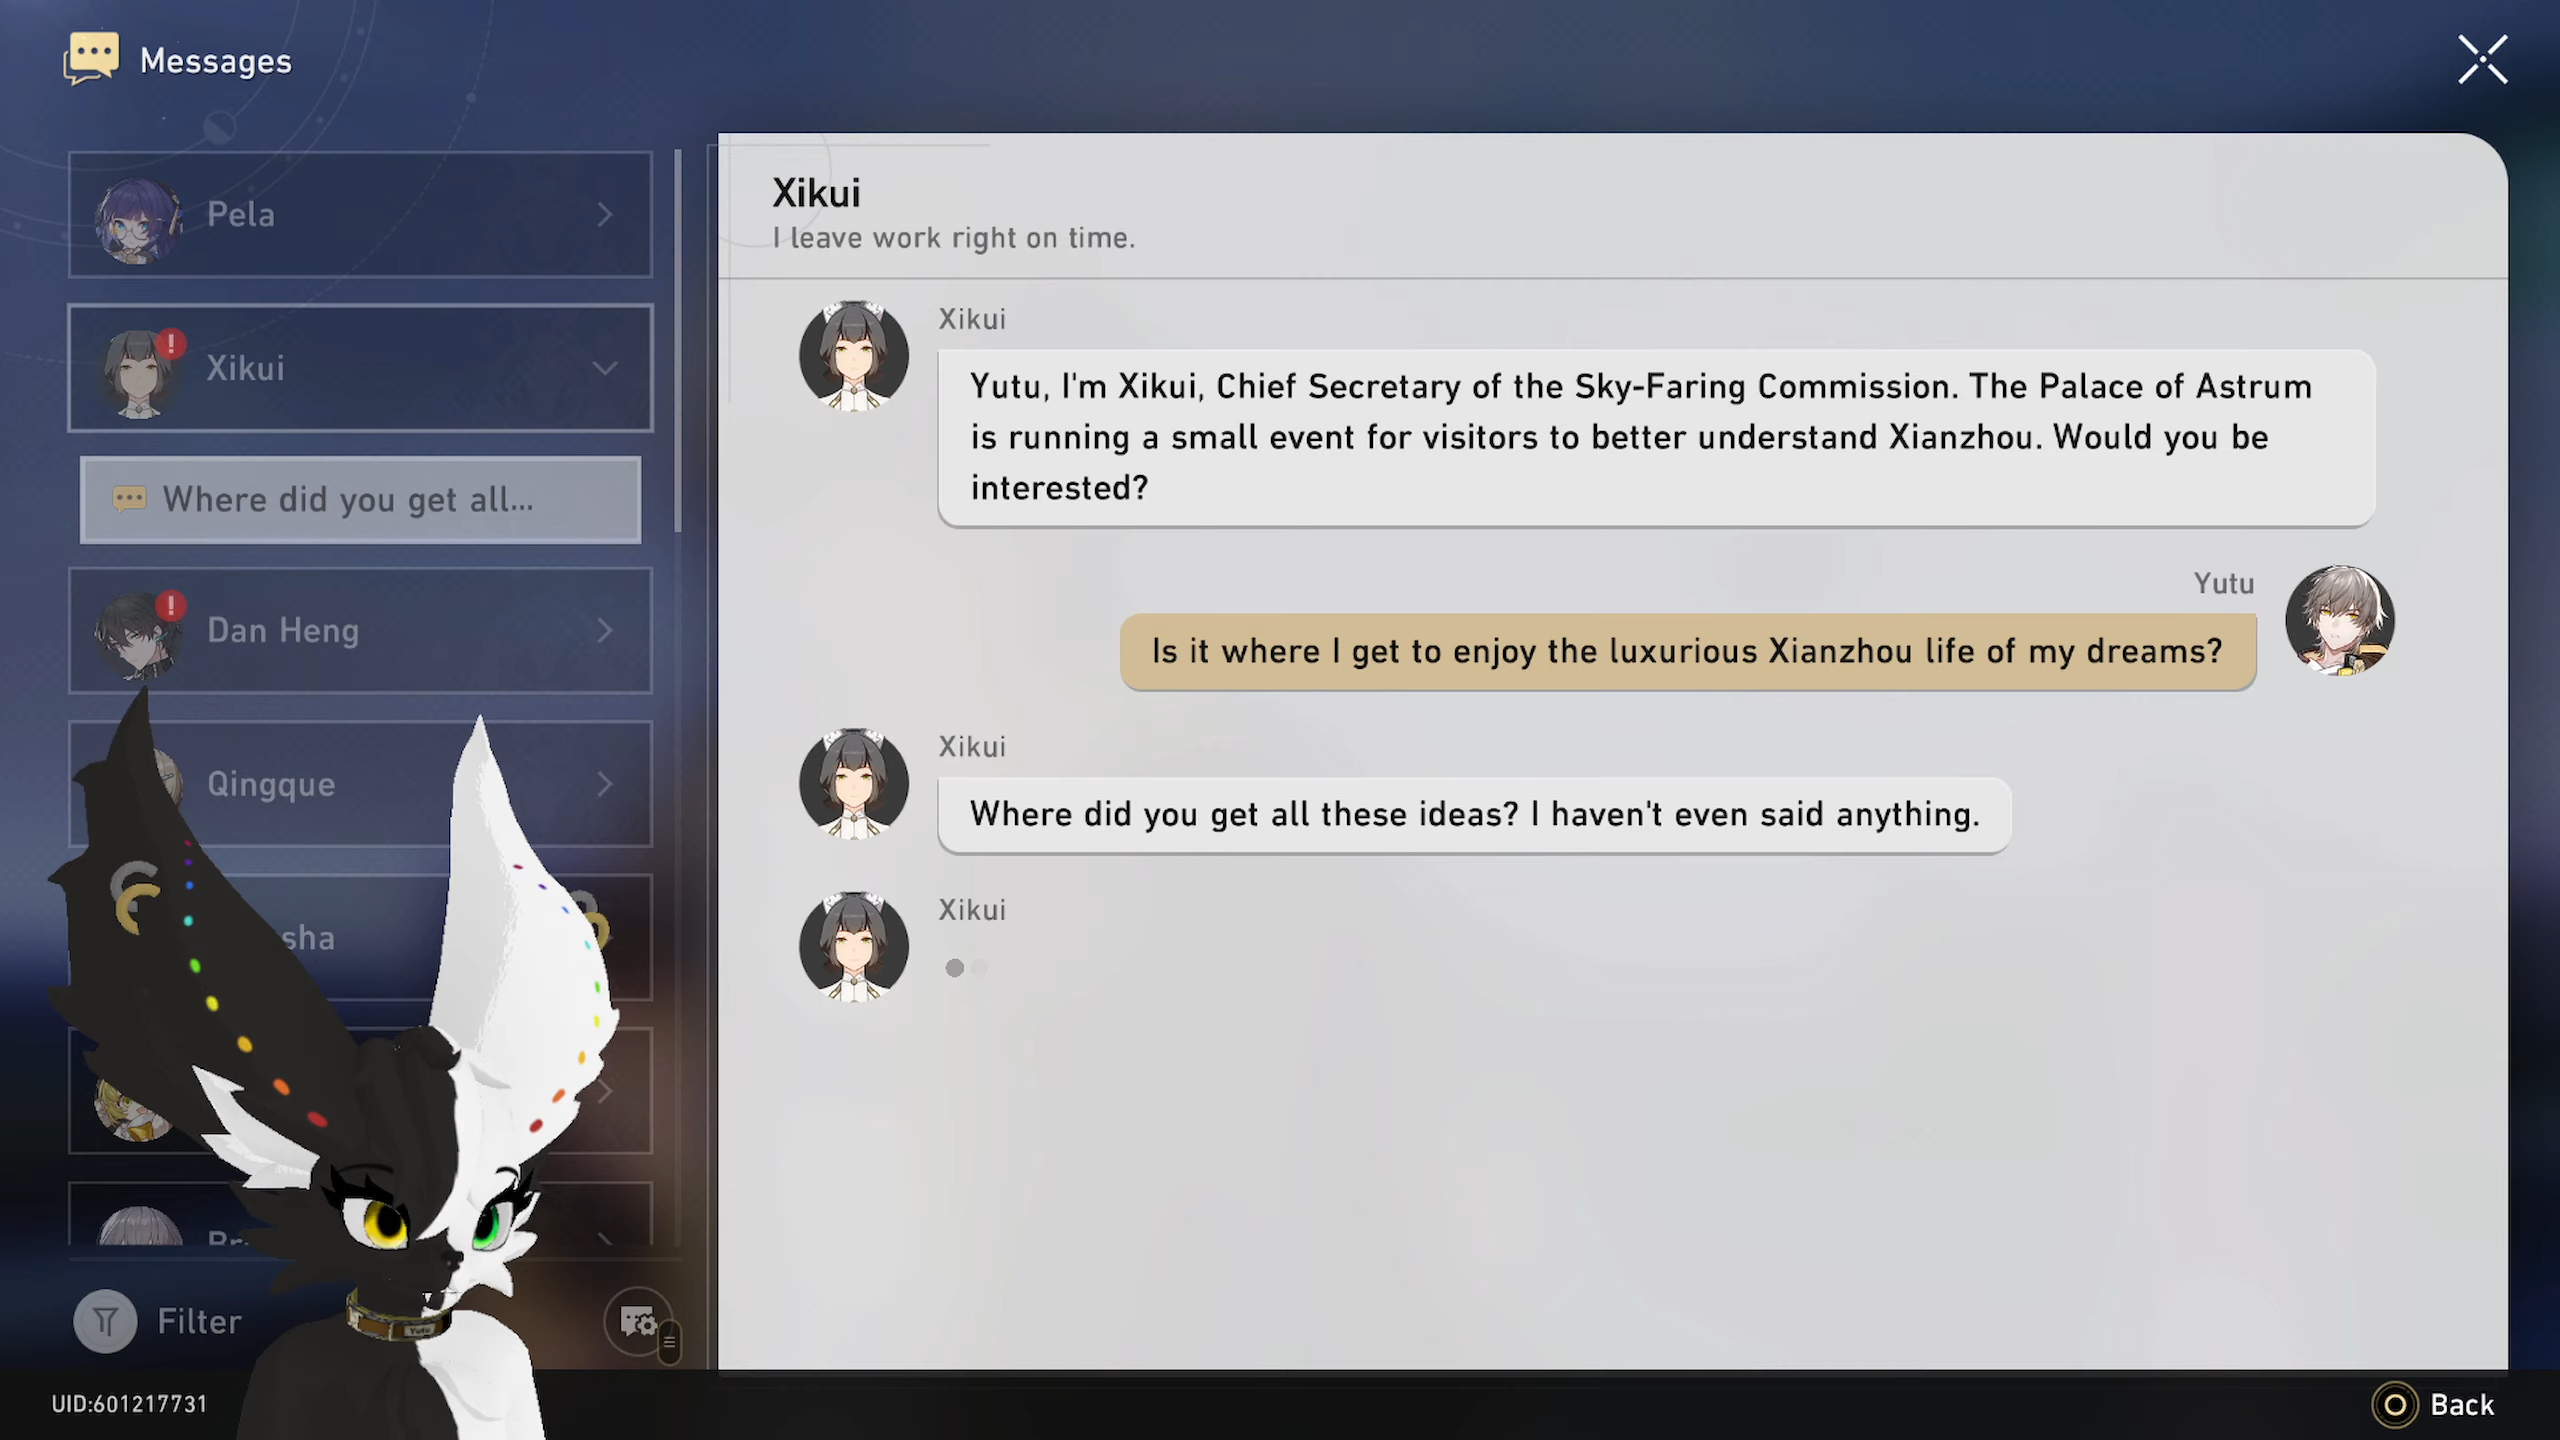 Messages
Pela
Xikui
Where did you get all...
Dan Heng
Qingque
sha
Br
Filter
UID:601217731
Xikui
I leave work right on time.
Xikui
Yutu, I'm Xikui, Chief Secretary of the Sky-Faring Commission. The Palace of Astrum
is running a small event for visitors to better understand Xianzhou. Would you be
interested?
Yutu
Is it where I get to enjoy the luxurious Xianzhou life of my dreams?
Xikui
Where did you get all these ideas? I haven't even said anything.
Xikui
Yutu
Back